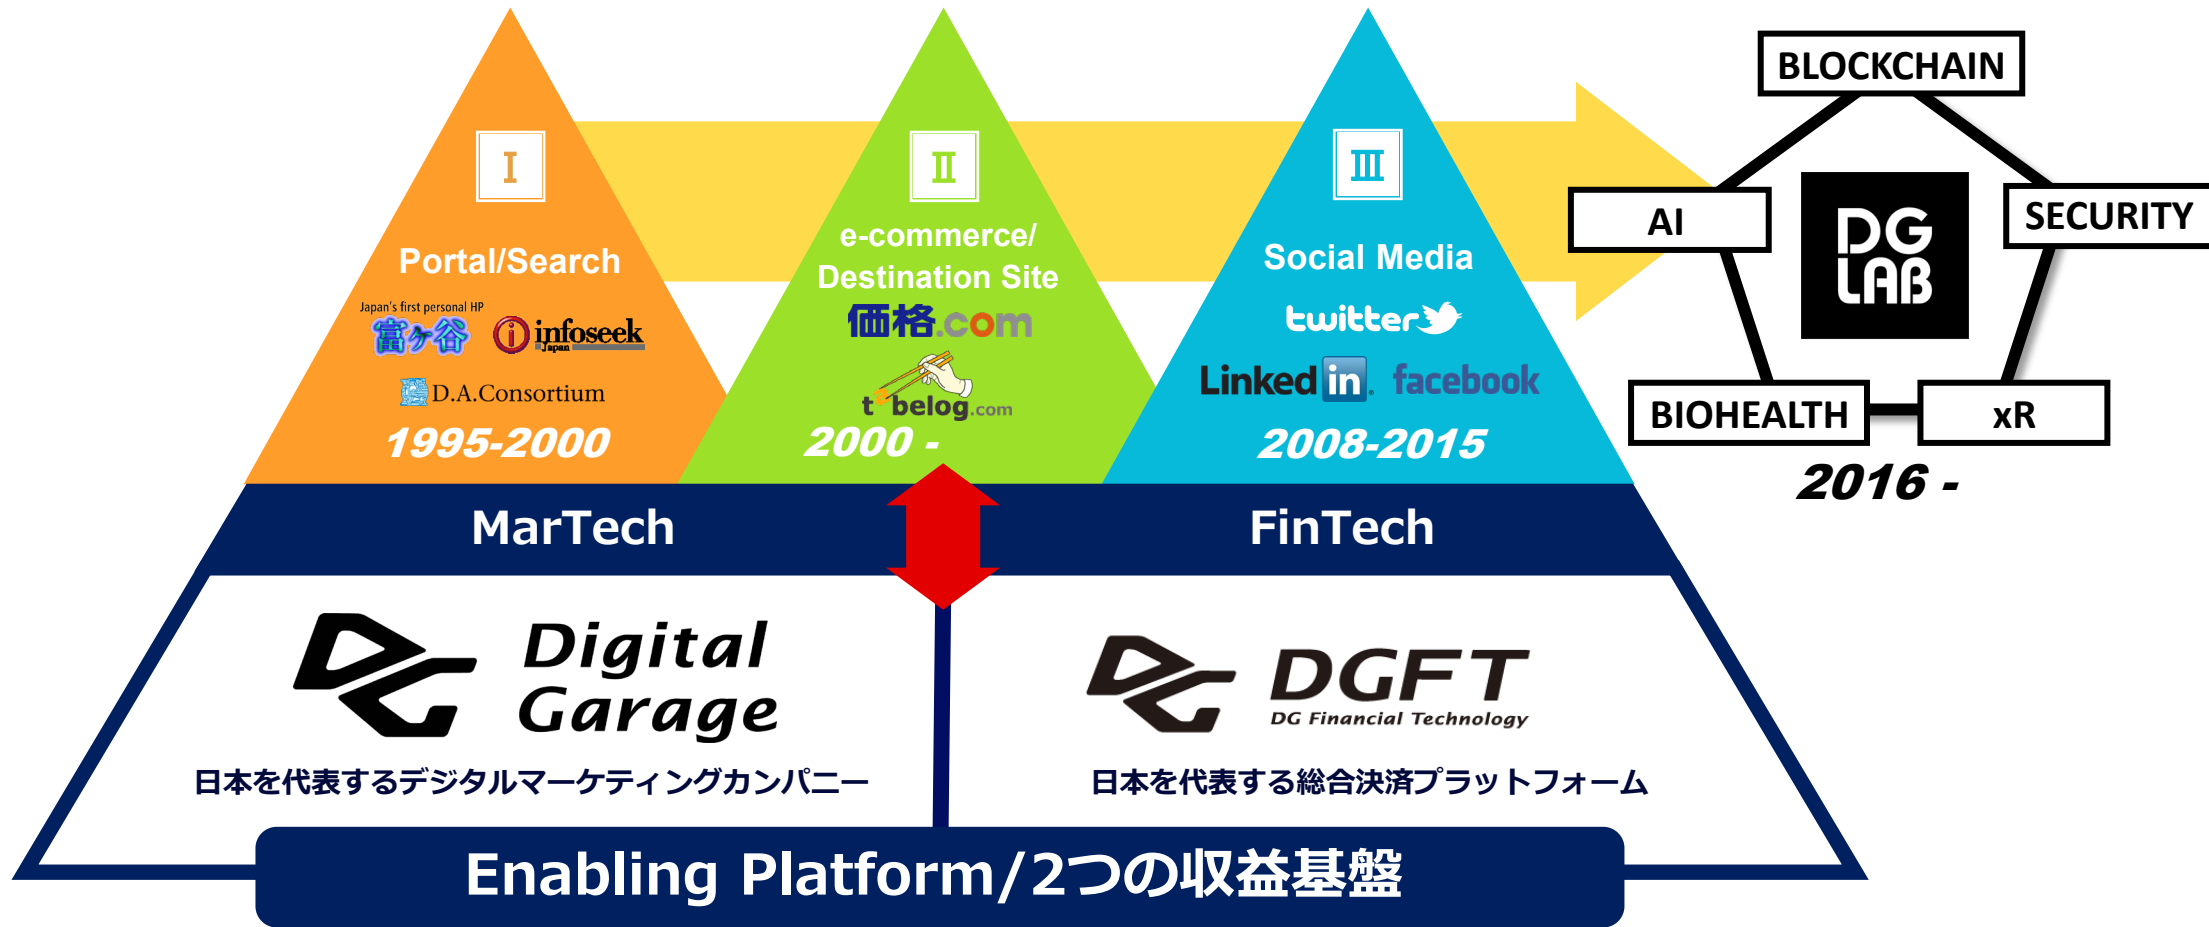 I
Portal/Search
Japan's first personal HP
富ヶ谷
infoseek
Japan
D.A.Consortium
1995-2000
II
e-commerce/
Destination Site
価格.com
tabelog.com
2000 -
III
Social Media
twitter
Linked in.
facebook
2008-2015
BLOCKCHAIN
AI
SECURITY
DG
LAB
BIOHEALTH
xR
2016 -
MarTech
FinTech
Digital
Garage
日本を代表するデジタルマーケティングカンパニー
DGFT
DG Financial Technology
日本を代表する総合決済プラットフォーム
Enabling Platform/2つの収益基盤